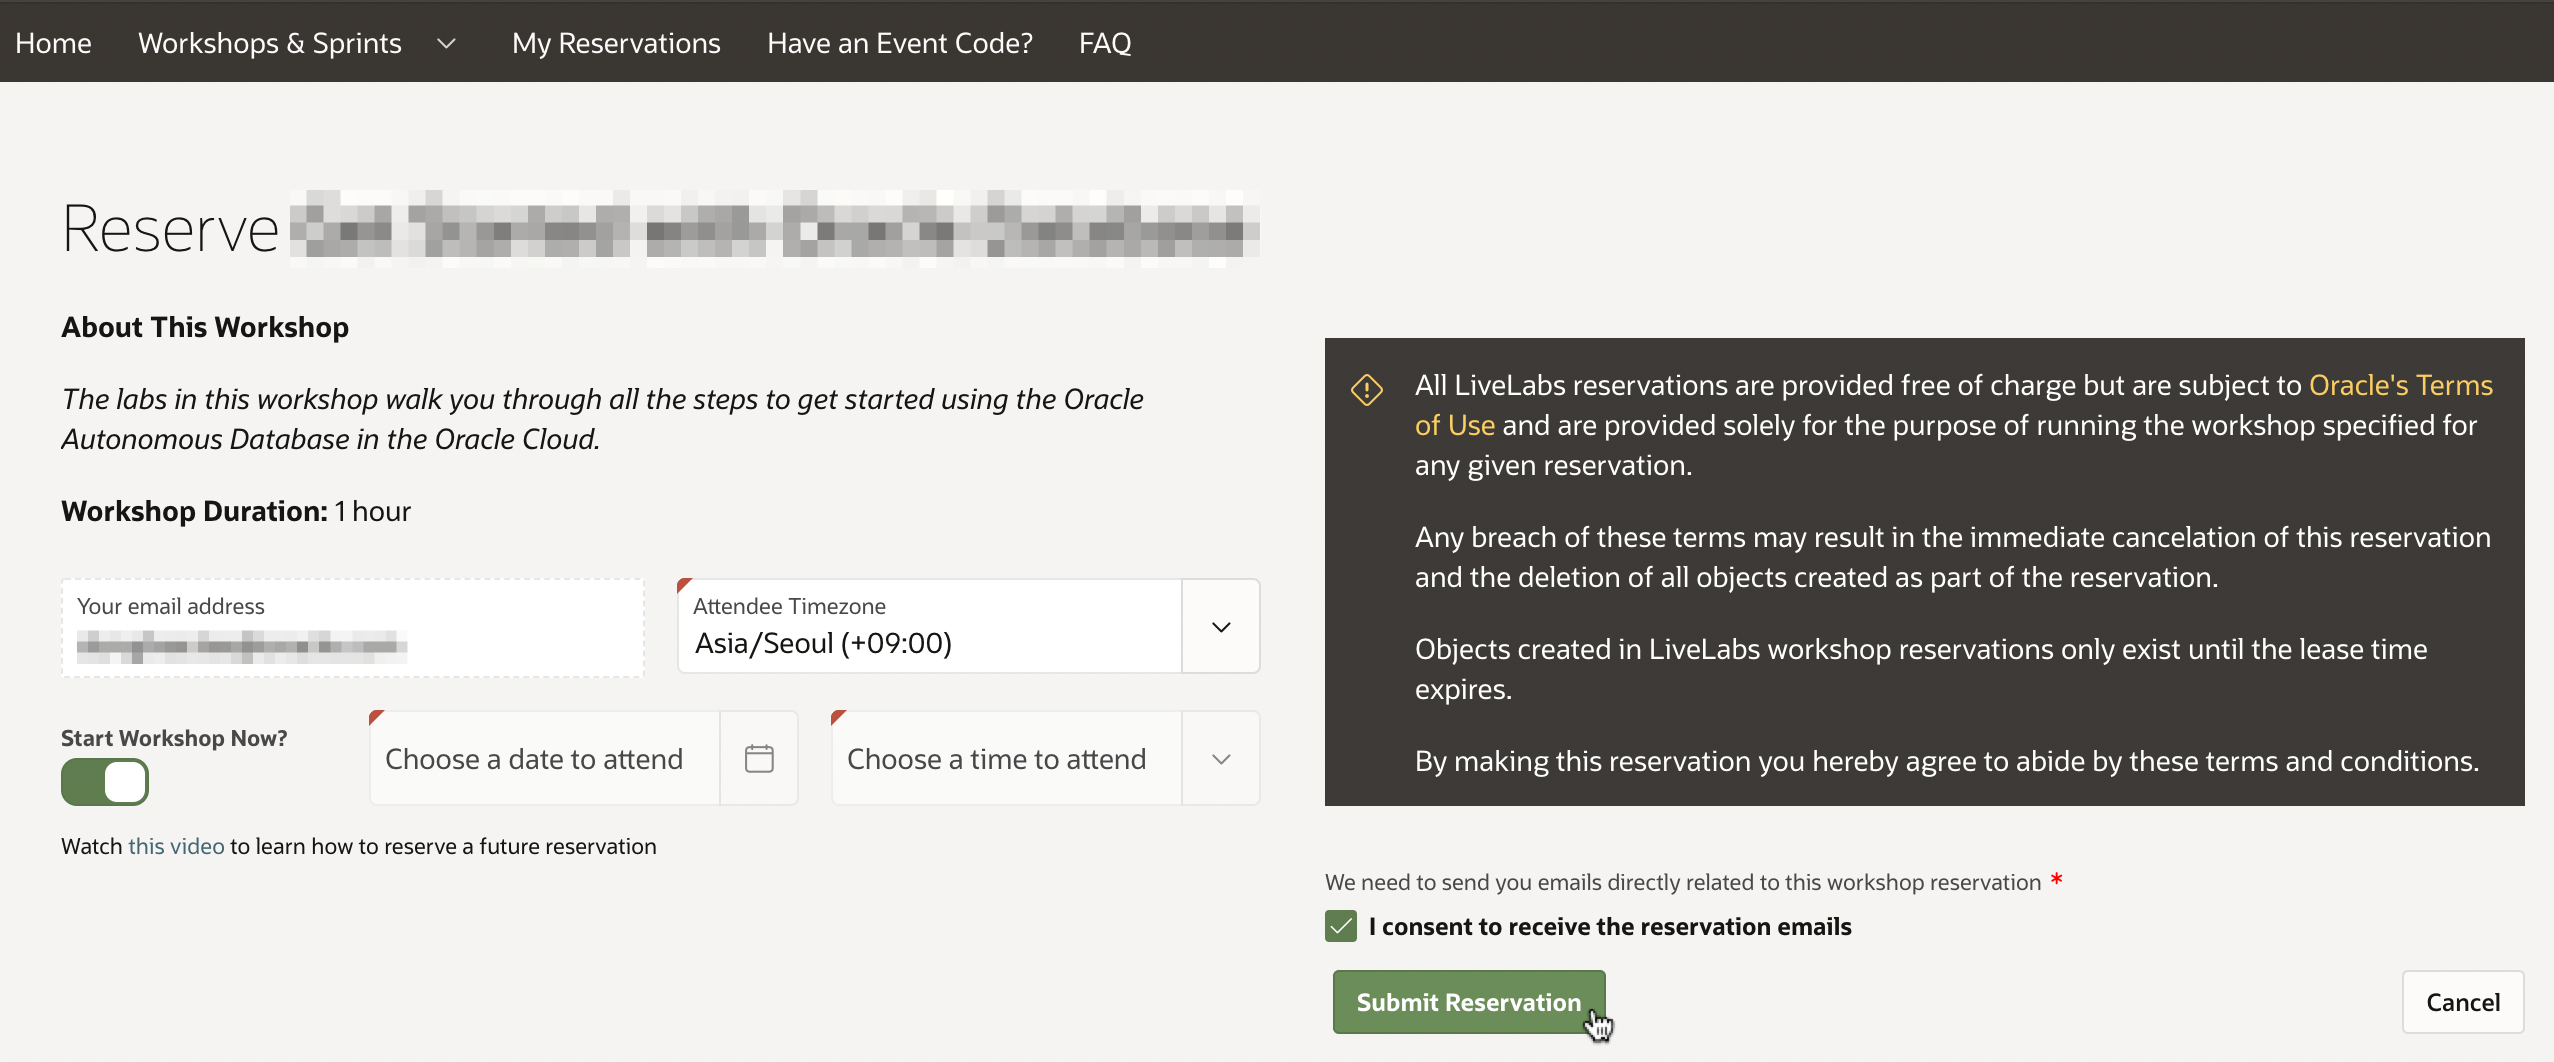 Home Workshops & Sprints My Reservations Have an Event Code? FAQ
Reserve
About This Workshop
The labs in this workshop walk you through all the steps to get started using the Oracle
Autonomous Database in the Oracle Cloud.
Workshop Duration: 1 hour
Your email address
Attendee Timezone
Asia/Seoul (+09:00)
Start Workshop Now?
Choose a date to attend
Choose a time to attend
Watch this video to learn how to reserve a future reservation
All LiveLabs reservations are provided free of charge but are subject to Oracle's Terms
of Use and are provided solely for the purpose of running the workshop specified for
any given reservation.
Any breach of these terms may result in the immediate cancelation of this reservation
and the deletion of all objects created as part of the reservation.
Objects created in LiveLabs workshop reservations only exist until the lease time
expires.
By making this reservation you hereby agree to abide by these terms and conditions.
We need to send you emails directly related to this workshop reservation *
I consent to receive the reservation emails
Submit Reservation
Cancel